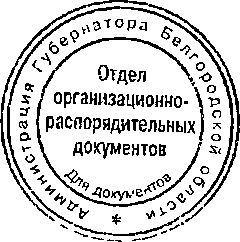 Администрация Губернатора Белгородской области
Отдел
организационно-
распорядительных
документов
Для документов